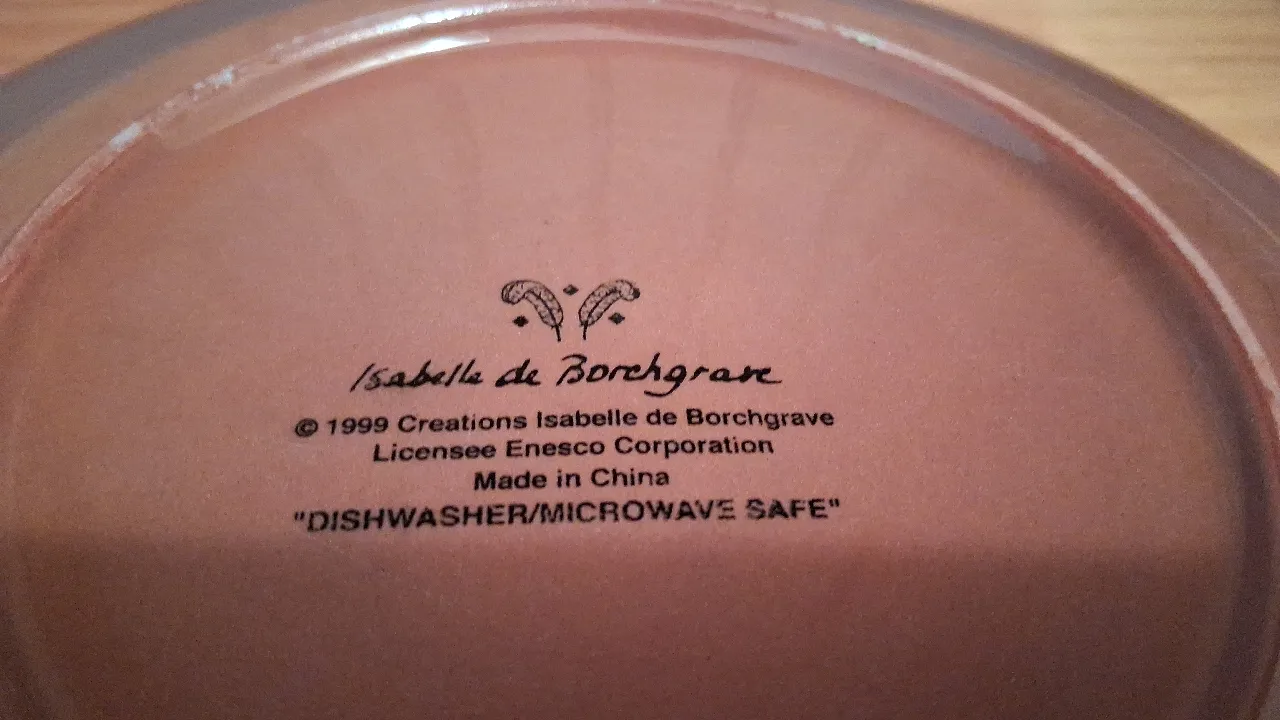 Isabelle de Borchgrave
© 1999 Creations Isabelle de Borchgrave
Licensee Enesco Corporation
Made in China
"DISHWASHER/MICROWAVE SAFE"